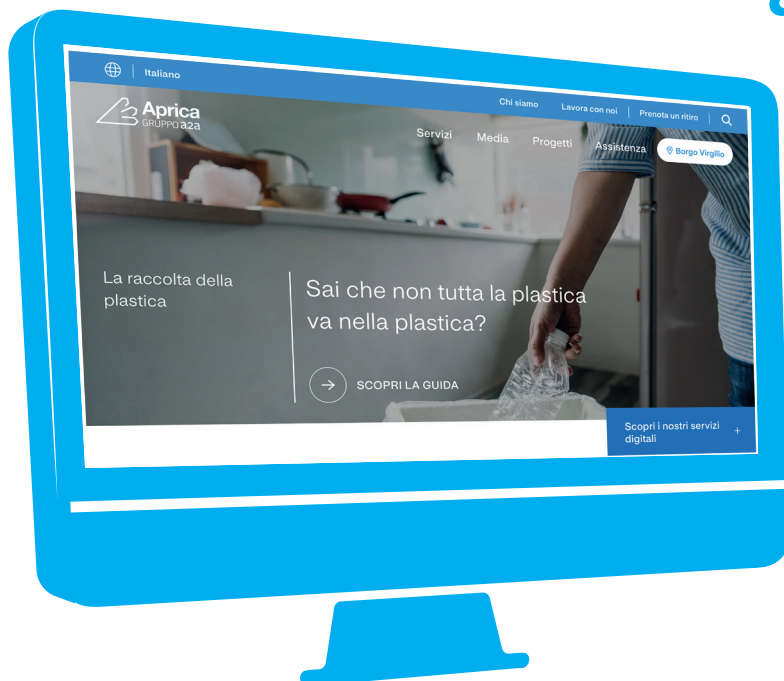 Italiano
Chi siamo
Lavora con noi
Prenota un ritiro
Aprica
GRUPPO a2a
Servizi
Media
Progetti
Assistenza
Borgo Virgilio
La raccolta della
plastica
Sai che non tutta la plastica
va nella plastica?
SCOPRI LA GUIDA
Scopri i nostri servizi +
digitali